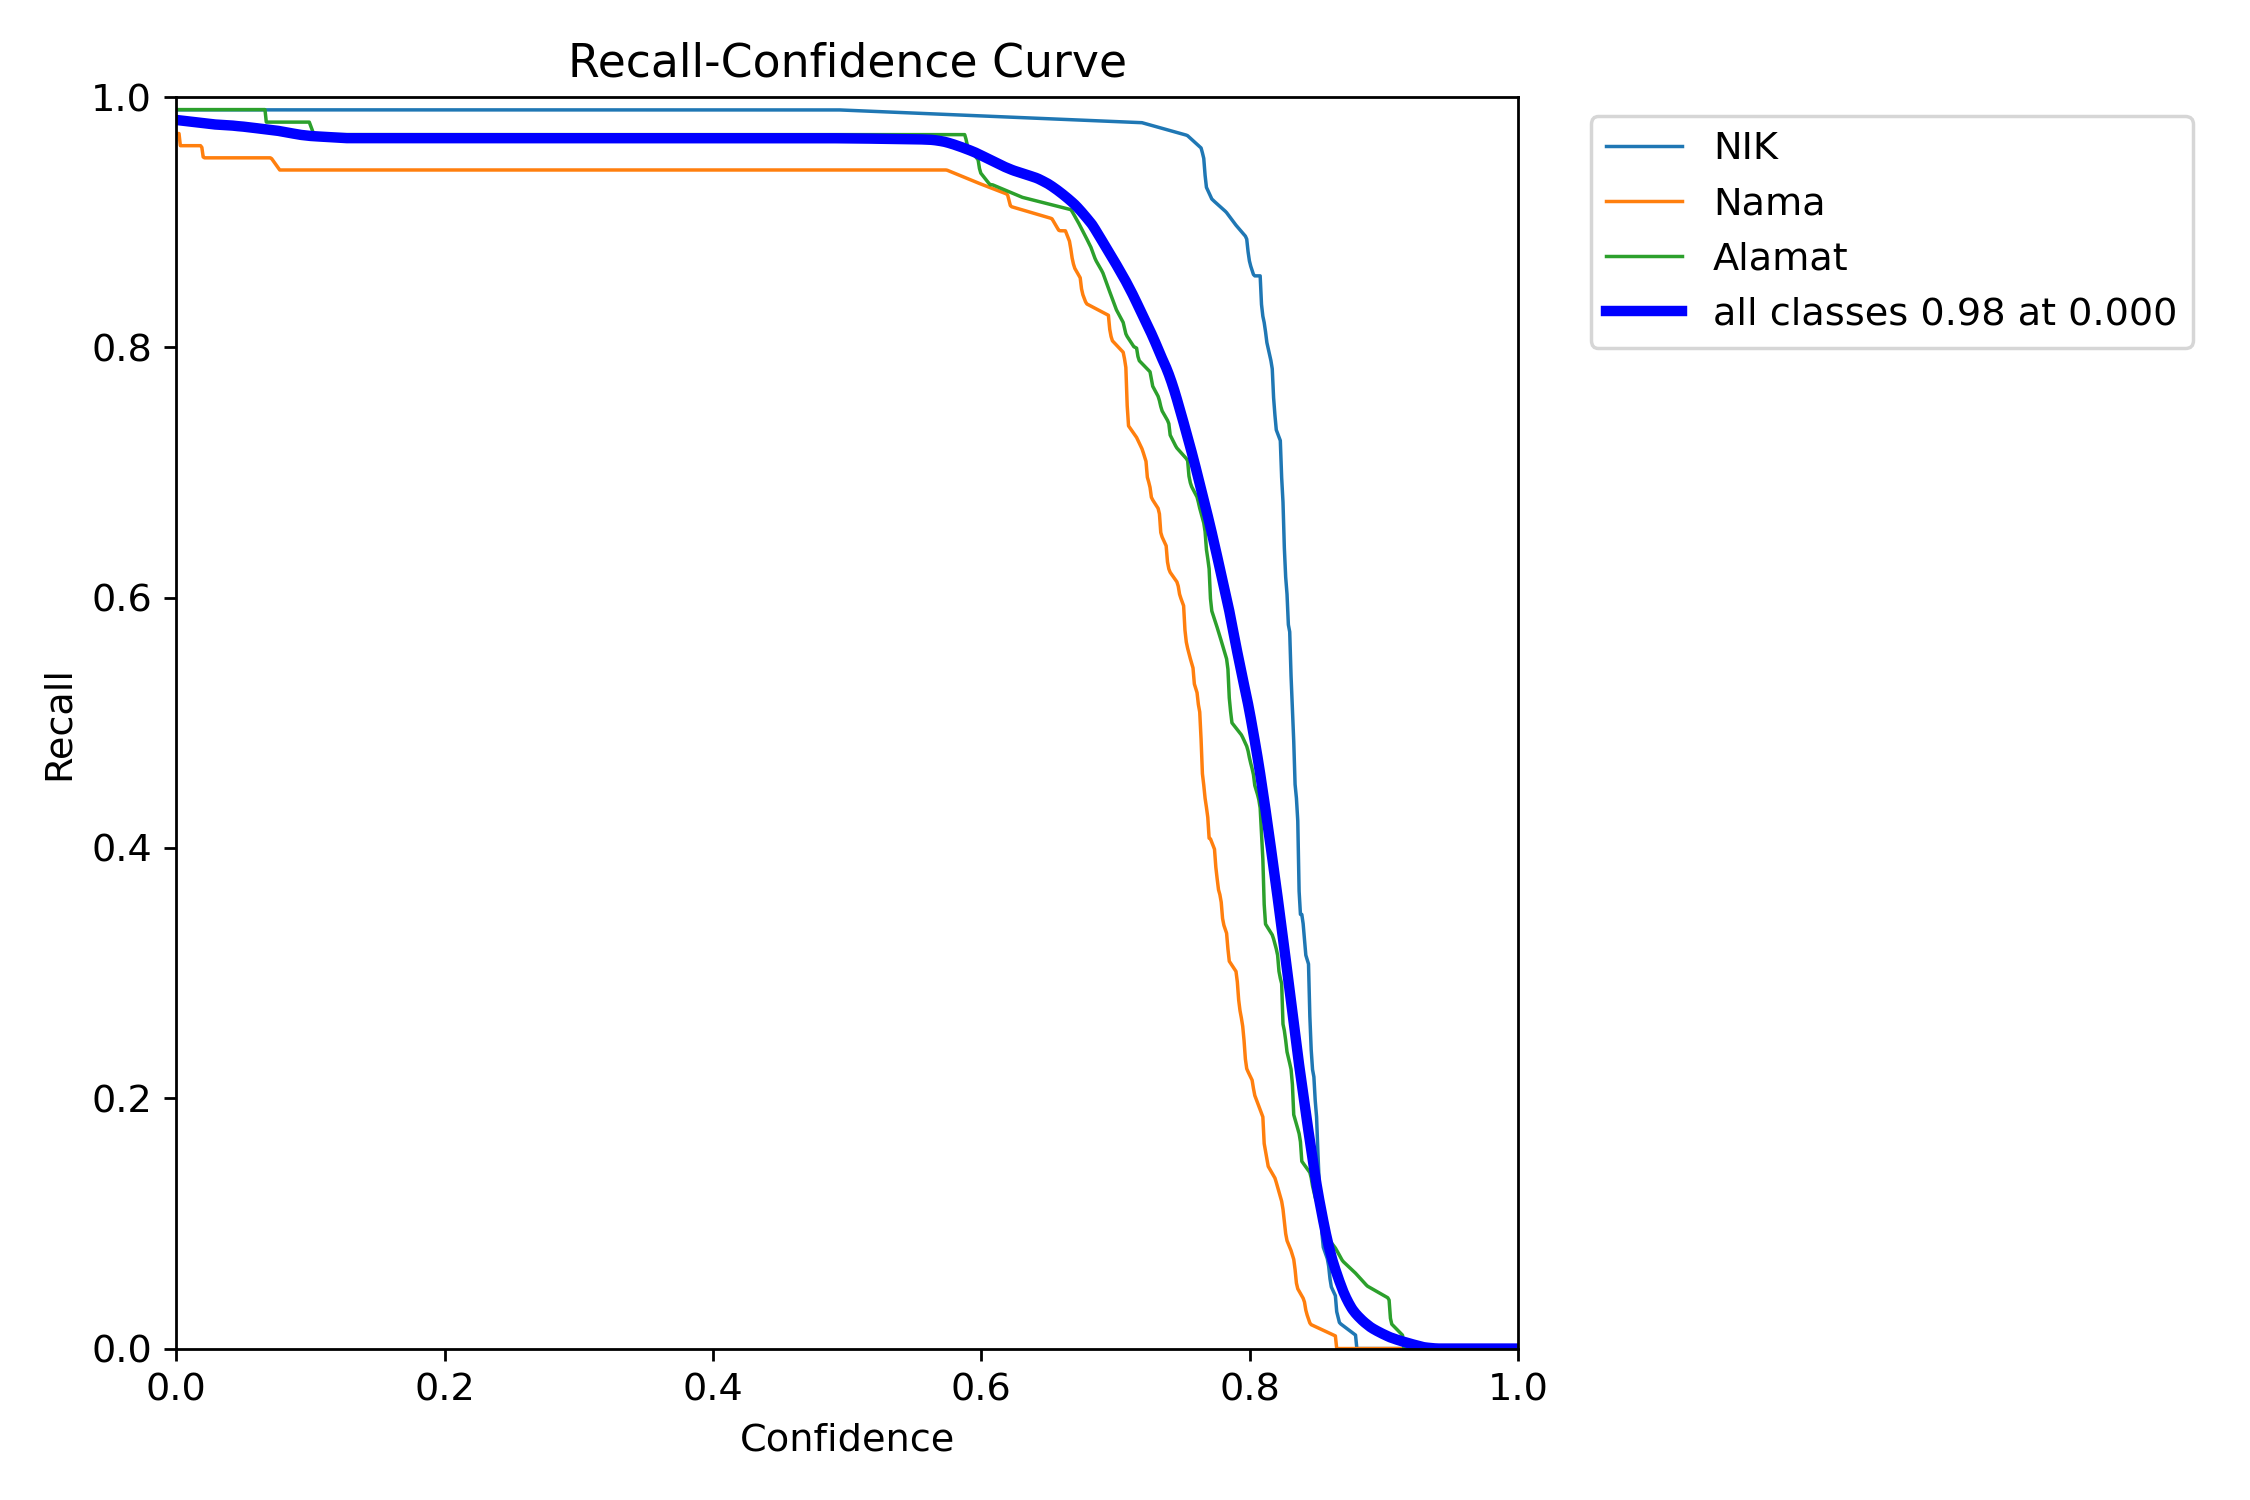 Recall-Confidence Curve
1.0
0.8
0.6
0.4
0.2
0.0
Recall
0.0 0.2 0.4 0.6 0.8 1.0
Confidence
NIK
Nama
Alamat
all classes 0.98 at 0.000